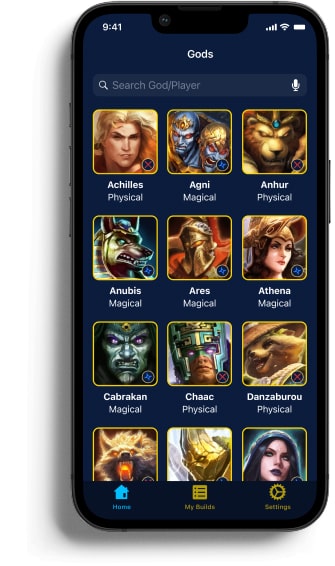 9:41
Gods
Search God/Player
Achilles Agni Anhur
Physical Magical Physical
Anubis Ares Athena
Magical Magical Magical
Cabrakan Chaac Danzaburou
Magical Physical Physical
Home My Builds Settings